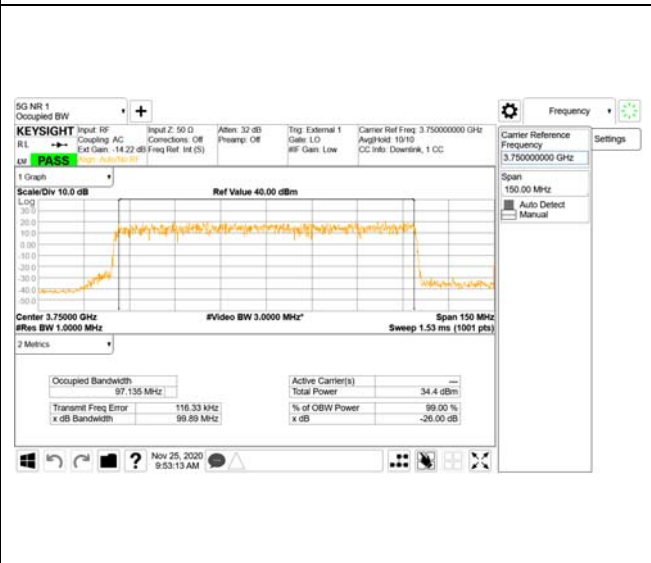 5G NR 1
Occupied BW
Frequency
KEYSIGHT
Input: RF
Input Z: 50 Ω
Atten: 32 dB
Trig: External 1
Carrier Ref Freq: 3.750000000 GHz
R L
Coupling: AC
Corrections: Off
Preamp: Off
Gate: LO
Avg|Hold: 10/10
Ext Gain: -14.22 dB
Freq Ref: Int (S)
#IF Gain: Low
CC Info: Downlink, 1 CC
PASS
Align: Auto/No RF
Carrier Reference
Frequency
3.750000000 GHz
Settings
Span
150.00 MHz
Auto Detect
Manual
1 Graph
Scale/Div 10.0 dB
Ref Value 40.00 dBm
Log
30.0
20.0
10.0
0.00
-10.0
-20.0
-30.0
-40.0
-50.0
Center 3.75000 GHz
#Video BW 3.0000 MHz*
Span 150 MHz
#Res BW 1.0000 MHz
Sweep 1.53 ms (1001 pts)
2 Metrics
Occupied Bandwidth
97.135 MHz
Active Carrier(s)
---
Total Power
34.4 dBm
Transmit Freq Error
116.33 kHz
% of OBW Power
99.00 %
x dB Bandwidth
99.89 MHz
x dB
-26.00 dB
?
Nov 25, 2020
9:53:13 AM